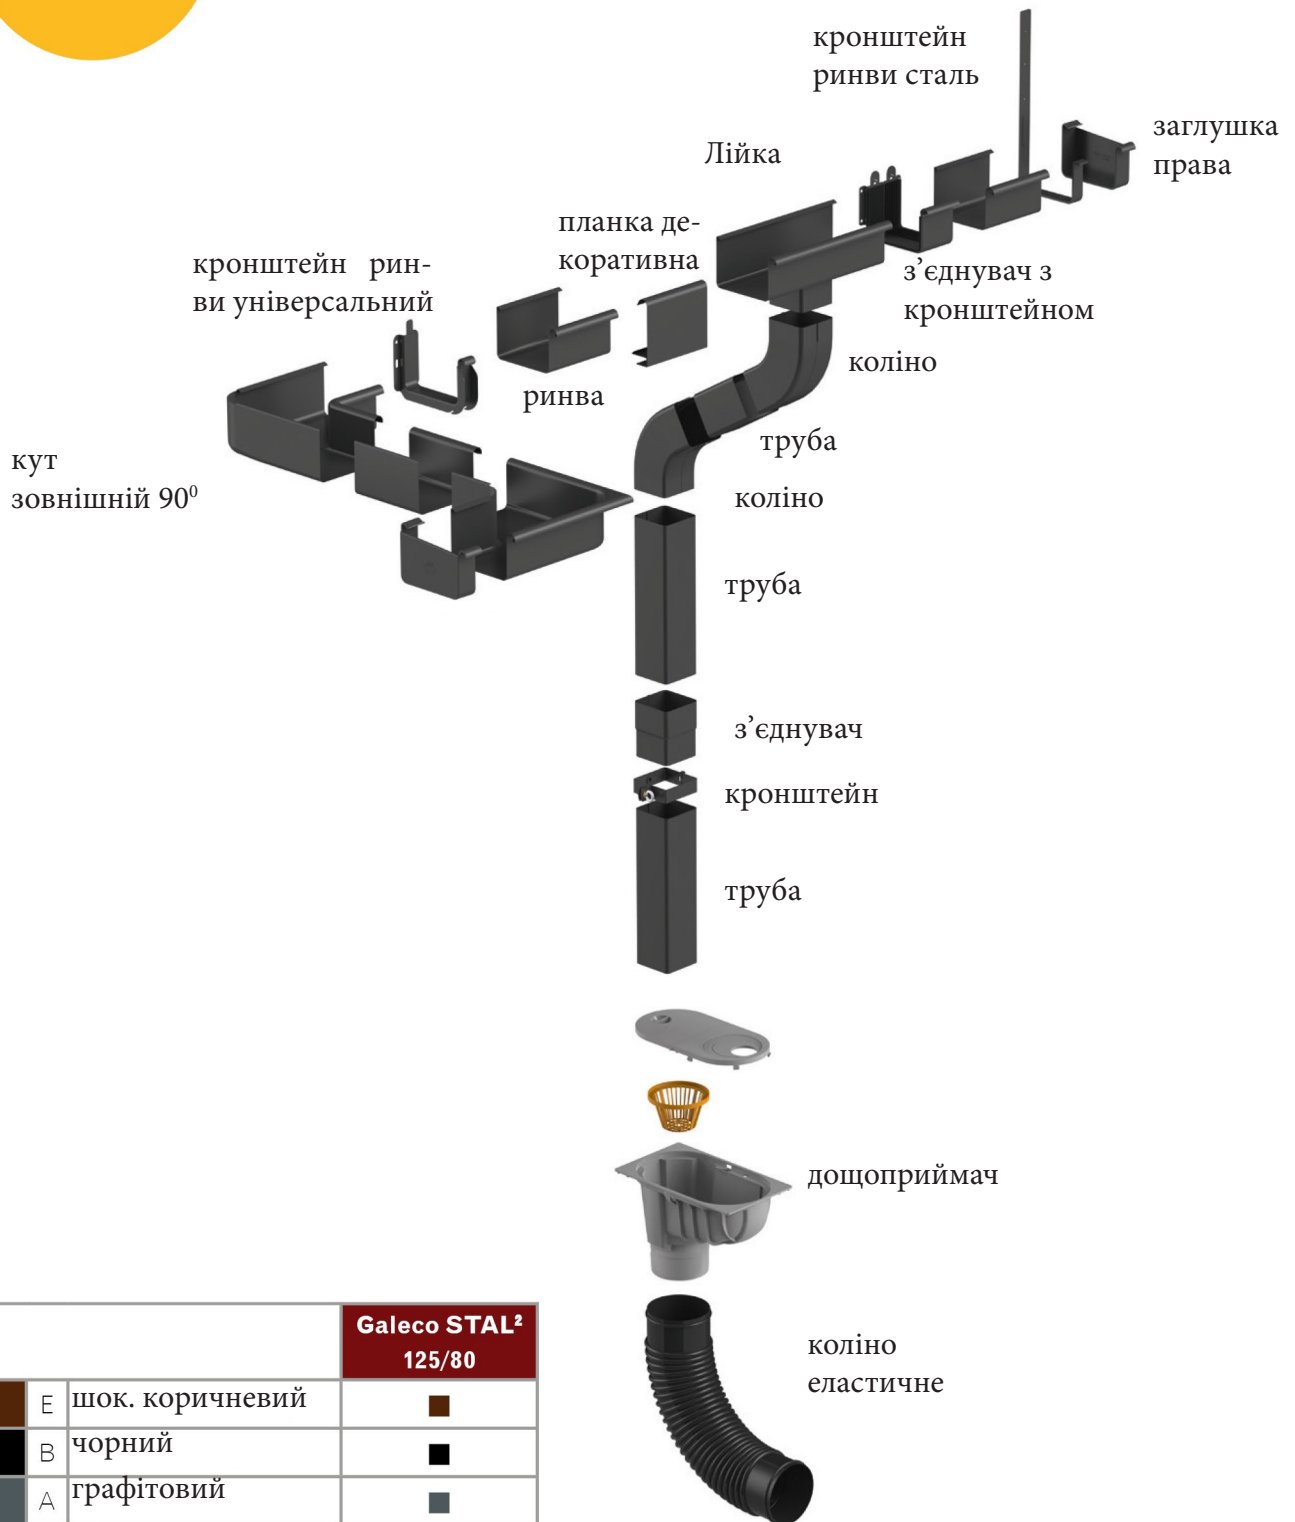 кронштейн
ринви сталь
заглушка
права
Лійка
планка де-
коративна
кронштейн рин-
ви універсальний
з’єднувач з
кронштейном
коліно
ринва
труба
кут
зовнішній 90⁰
коліно
труба
з’єднувач
кронштейн
труба
дощоприймач
коліно
еластичне
Galeco STAL²
125/80
E шок. коричневий
B чорний
A графітовий